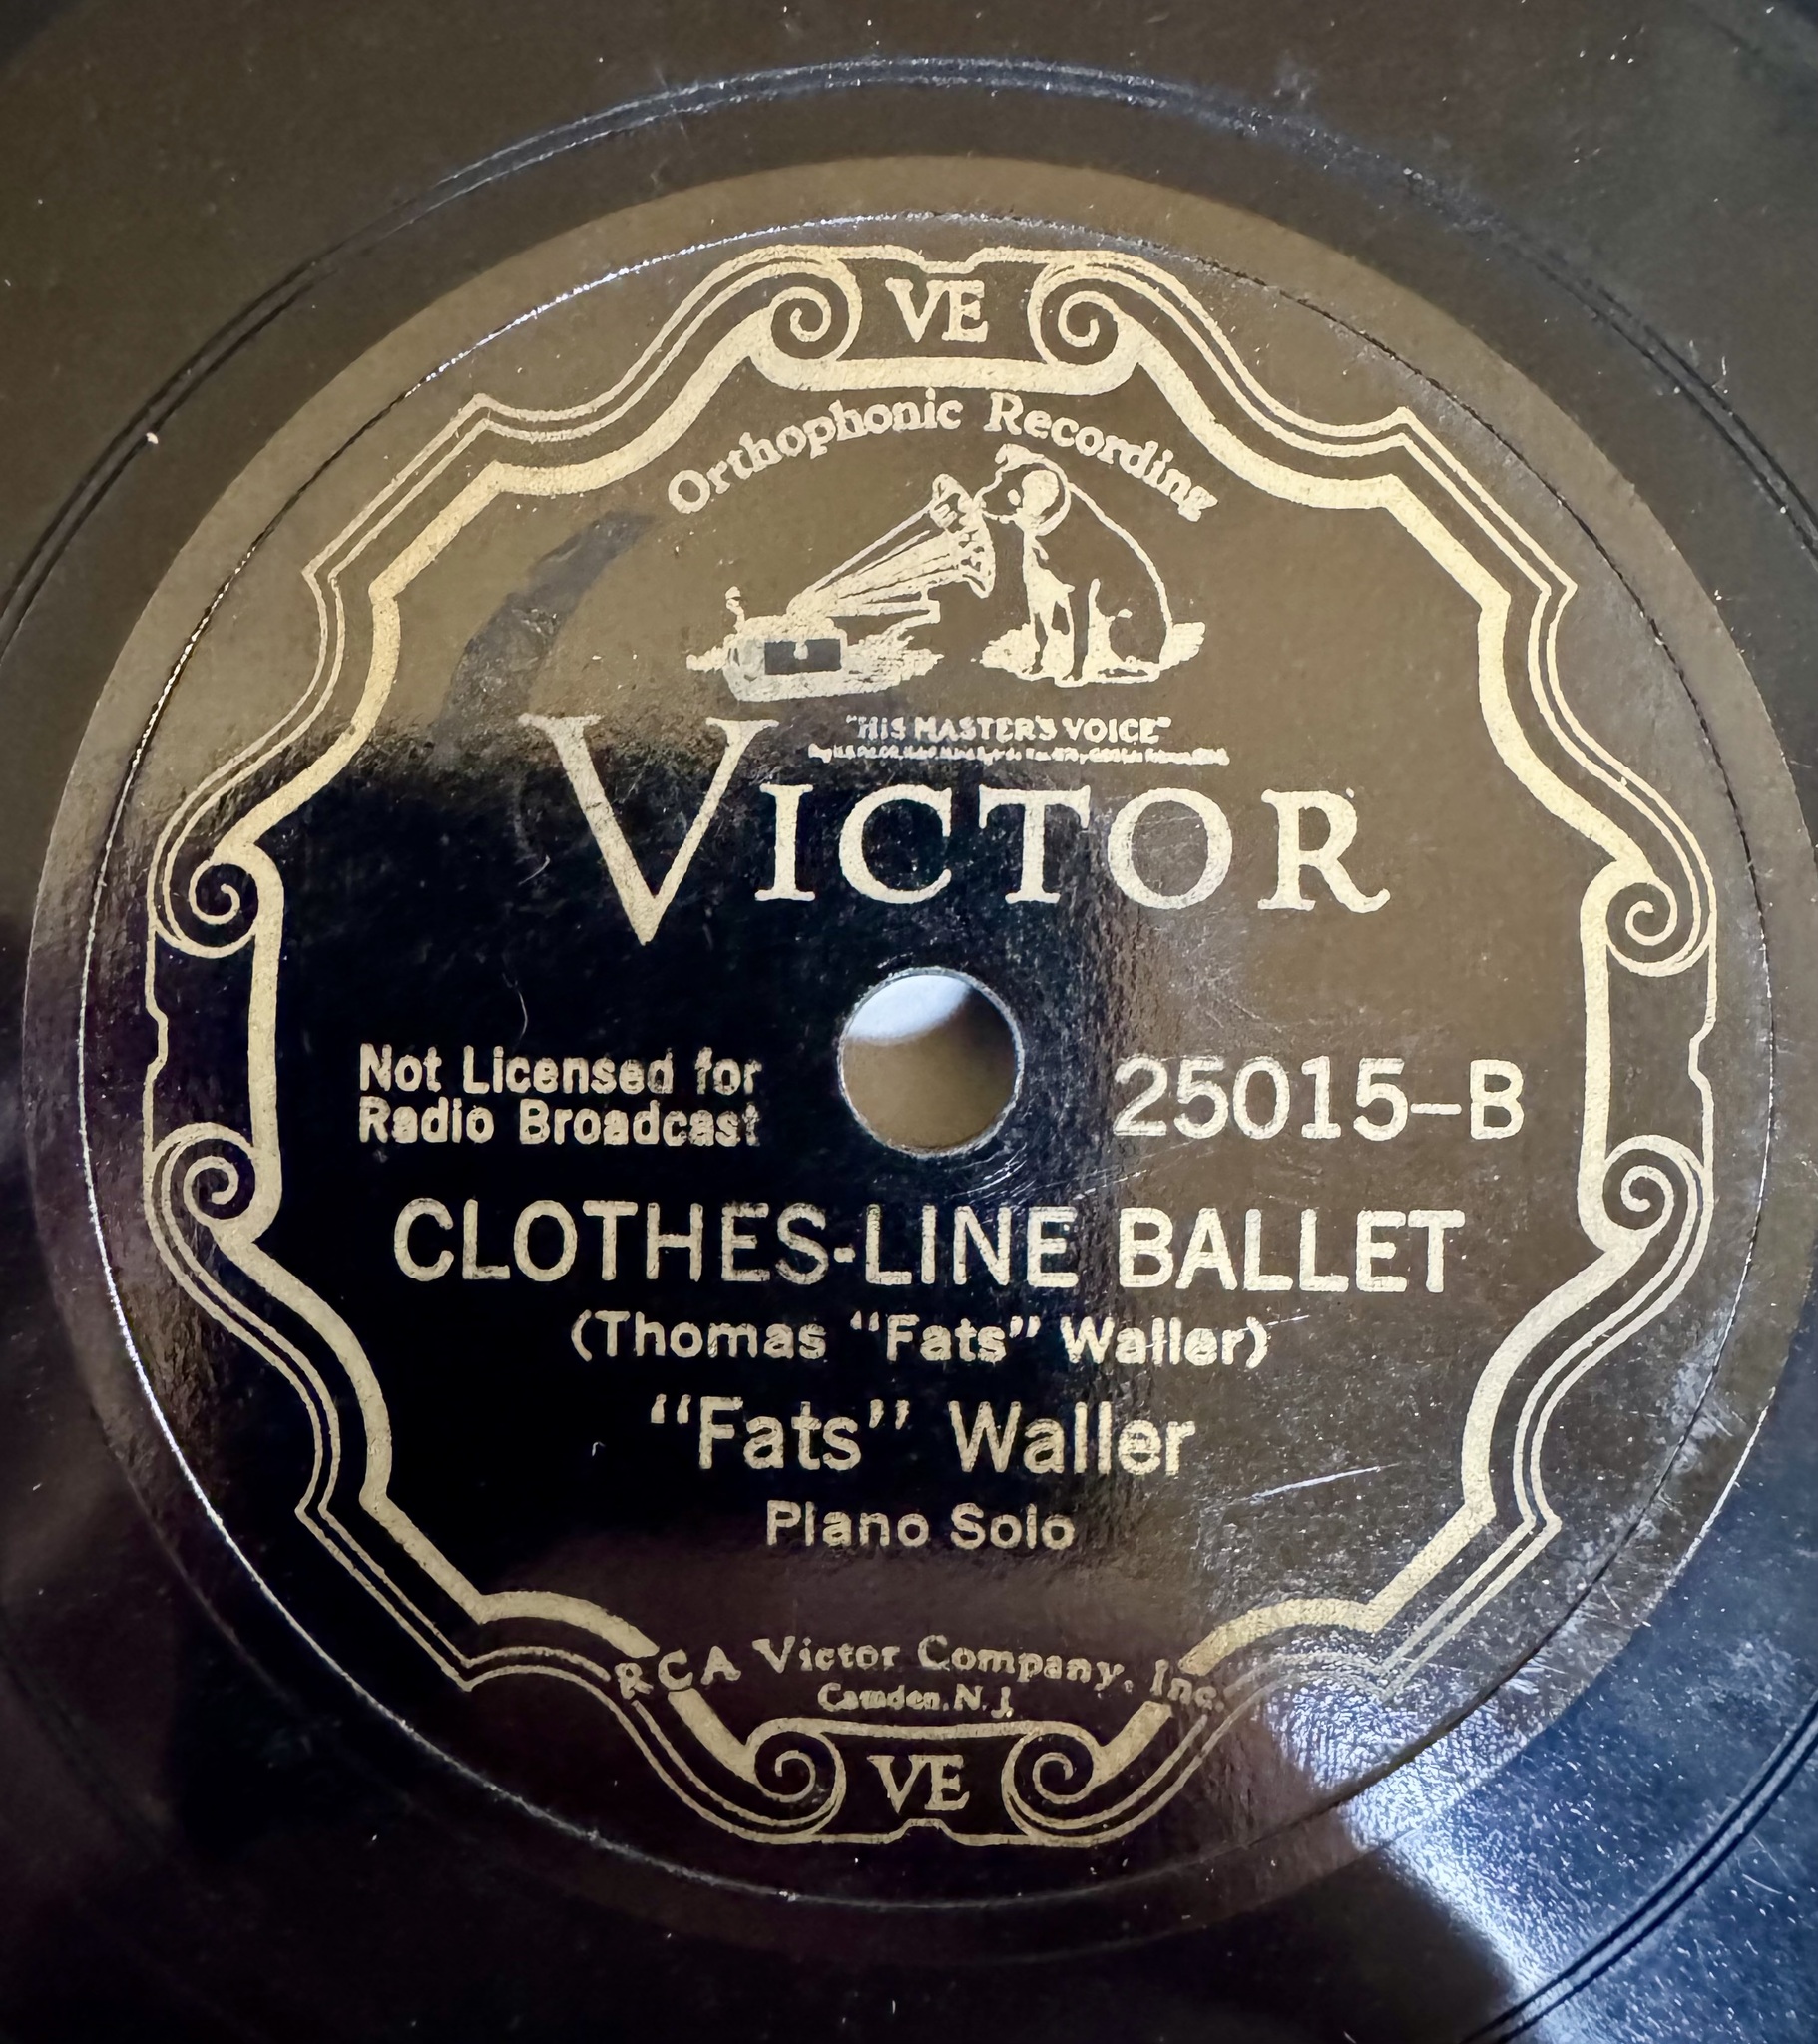 VE
Orthophonic Recording
"HIS MASTER'S VOICE"
VICTOR
Not Licensed for
Radio Broadcast
25015-B
CLOTHES-LINE BALLET
(Thomas "Fats" Waller)
"Fats" Waller
Piano Solo
RCA Victor Company, Inc.
Camden, N. J.
VE